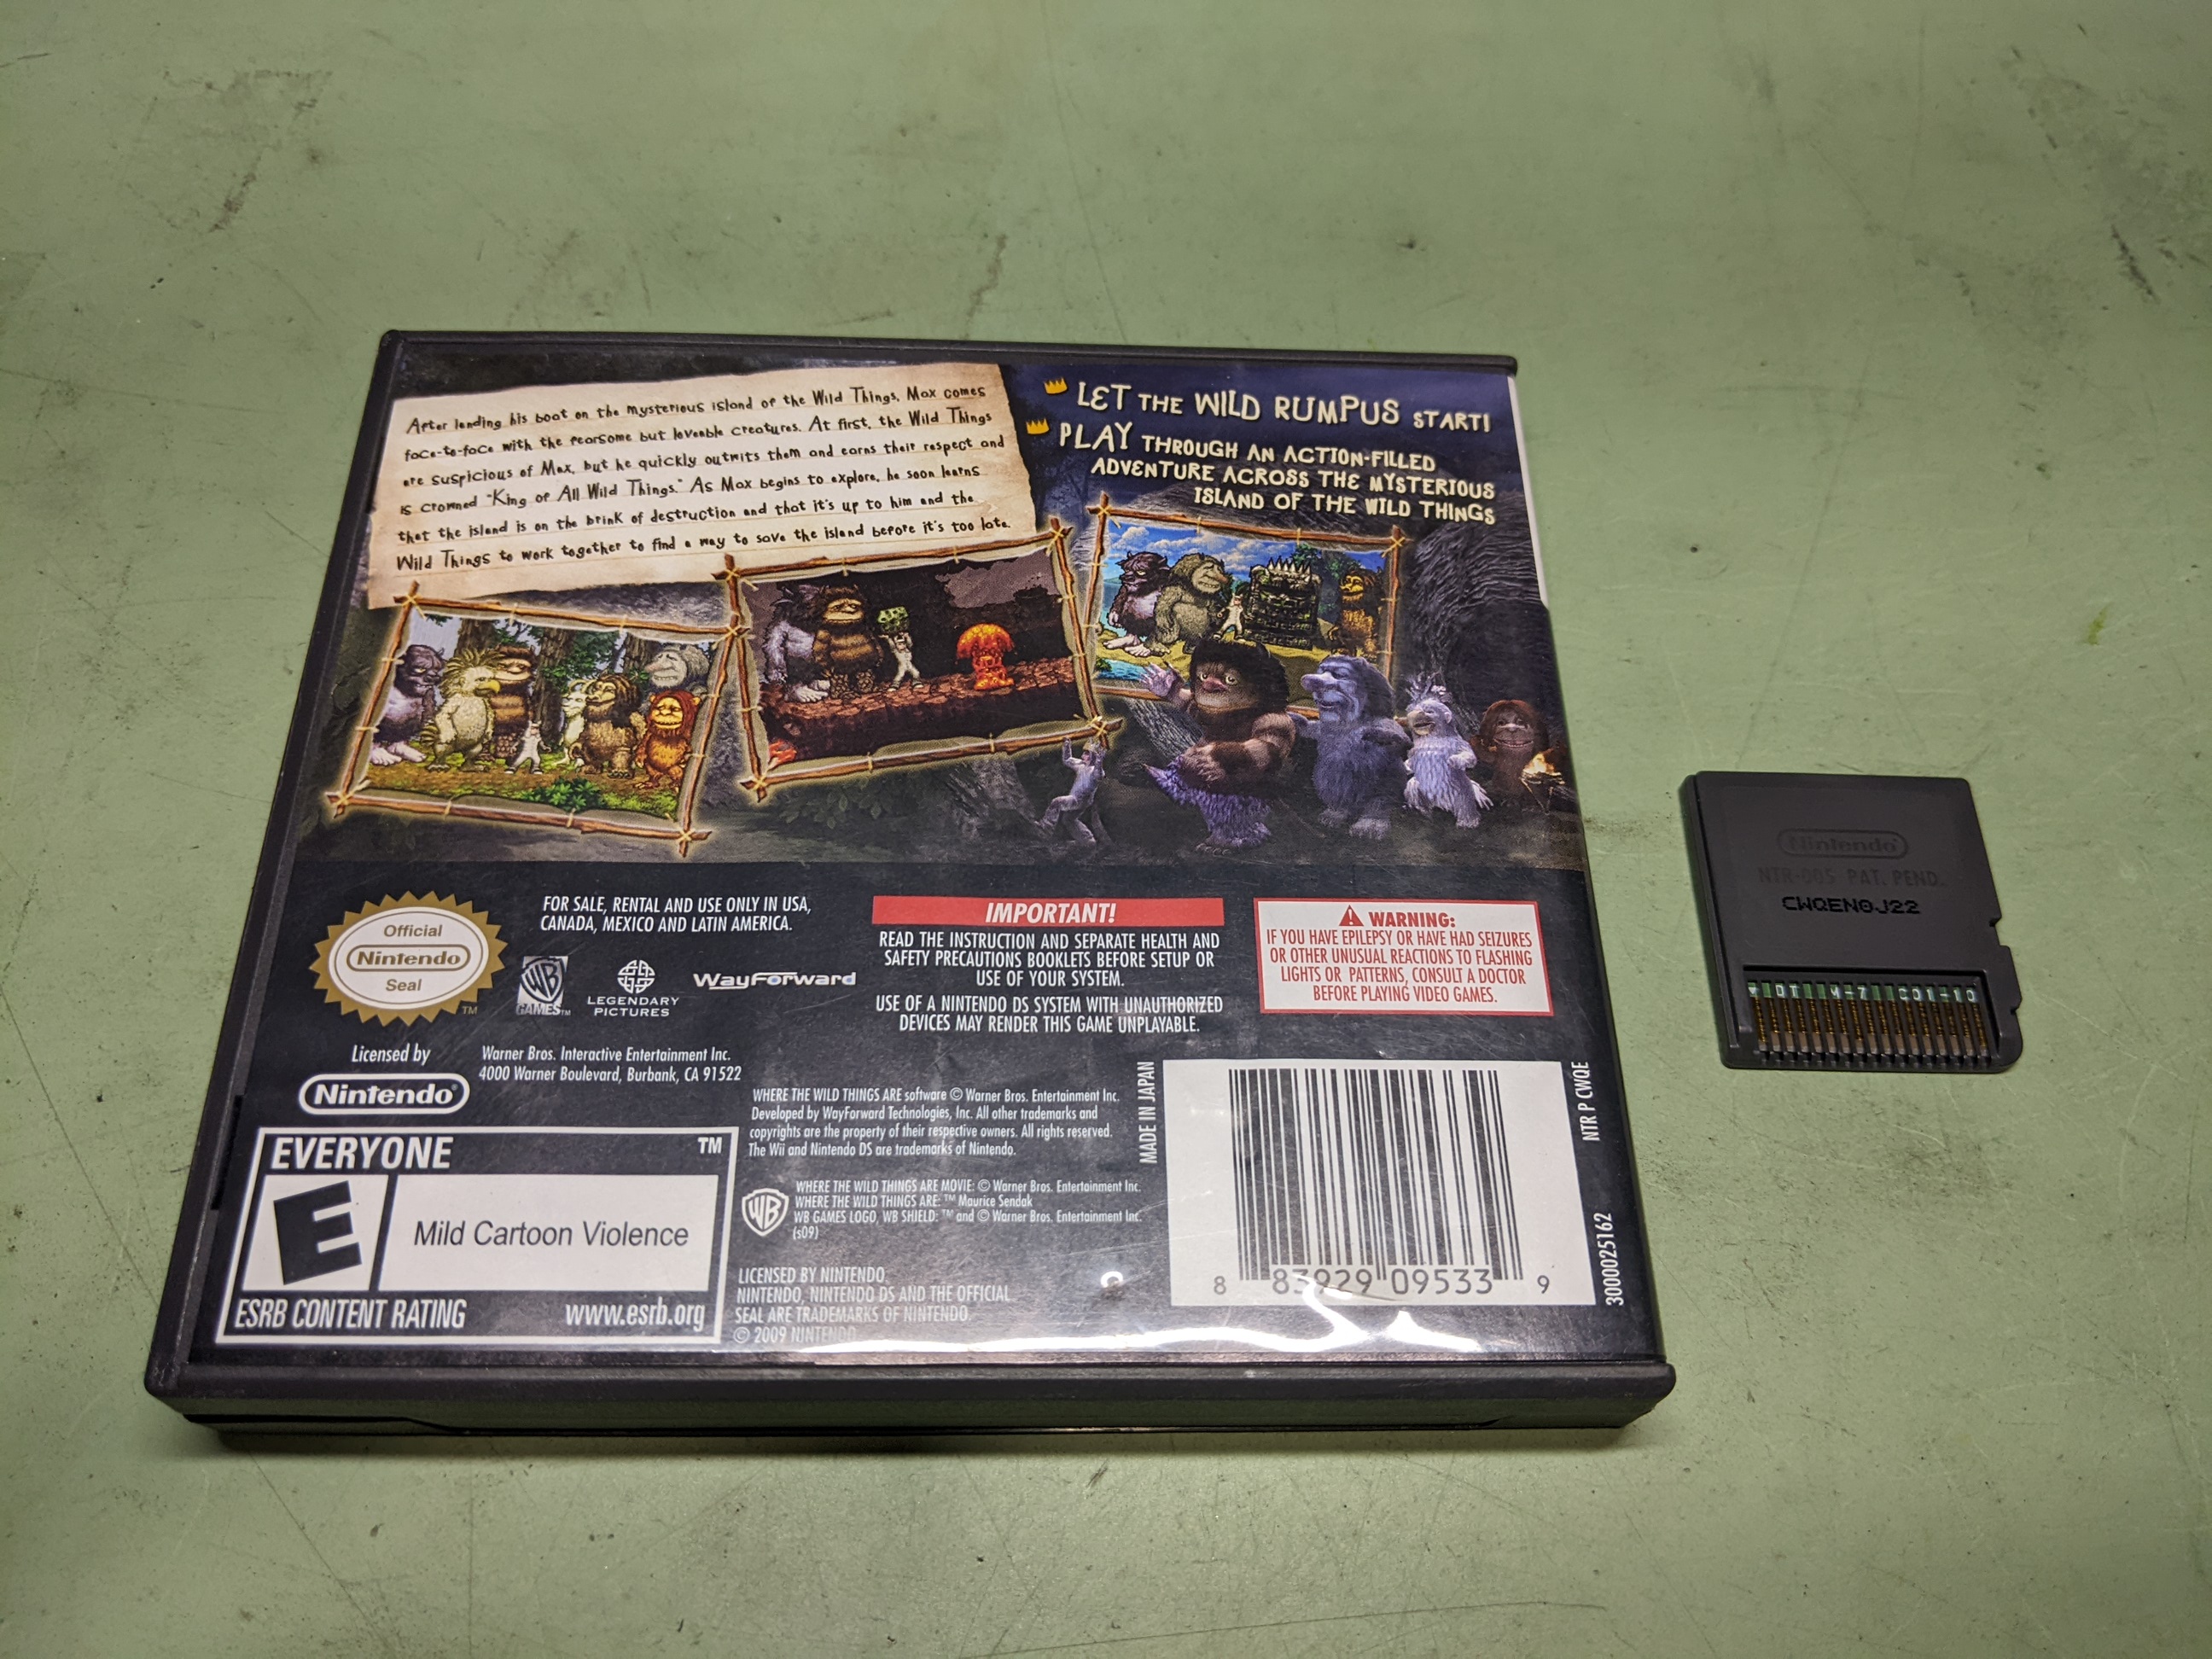 After landing his boat on the mysterious island of the Wild Things, Max comes
face-to-face with the fearsome but loveable creatures. At first, the Wild Things
are suspicious of Max, but he quickly outwits them and earns their respect and
is crowned "King of All Wild Things." As Max begins to explore, he soon learns
that the island is on the brink of destruction and that it's up to him and the
Wild Things to work together to find a way to save the island before it's too late.
LET THE WILD RUMPUS START!
PLAY THROUGH AN ACTION-FILLED
ADVENTURE ACROSS THE MYSTERIOUS
ISLAND OF THE WILD THINGS
Official
Nintendo
Seal
TM
FOR SALE, RENTAL AND USE ONLY IN USA,
CANADA, MEXICO AND LATIN AMERICA.
WB
GAMES TM
LEGENDARY
PICTURES
WayForward
IMPORTANT!
READ THE INSTRUCTION AND SEPARATE HEALTH AND
SAFETY PRECAUTIONS BOOKLETS BEFORE SETUP OR
USE OF YOUR SYSTEM.
USE OF A NINTENDO DS SYSTEM WITH UNAUTHORIZED
DEVICES MAY RENDER THIS GAME UNPLAYABLE.
WARNING:
IF YOU HAVE EPILEPSY OR HAVE HAD SEIZURES
OR OTHER UNUSUAL REACTIONS TO FLASHING
LIGHTS OR PATTERNS, CONSULT A DOCTOR
BEFORE PLAYING VIDEO GAMES.
Licensed by
Nintendo®
Warner Bros. Interactive Entertainment Inc.
4000 Warner Boulevard, Burbank, CA 91522
WHERE THE WILD THINGS ARE software © Warner Bros. Entertainment Inc.
Developed by WayForward Technologies, Inc. All other trademarks and
copyrights are the property of their respective owners. All rights reserved.
The Wii and Nintendo DS are trademarks of Nintendo.
WB
WHERE THE WILD THINGS ARE MOVIE: © Warner Bros. Entertainment Inc.
WHERE THE WILD THINGS ARE: ™ Maurice Sendak
WB GAMES LOGO, WB SHIELD: ™ and © Warner Bros. Entertainment Inc.
(s09)
LICENSED BY NINTENDO.
NINTENDO, NINTENDO DS AND THE OFFICIAL
SEAL ARE TRADEMARKS OF NINTENDO.
© 2009 NINTENDO
EVERYONE
TM
E
Mild Cartoon Violence
ESRB CONTENT RATING
www.esrb.org
MADE IN JAPAN
8 83929 09533 9
NTR P CWQE
3000025162
Nintendo
NTR-005 PAT. PEND.
CWQEN0J22